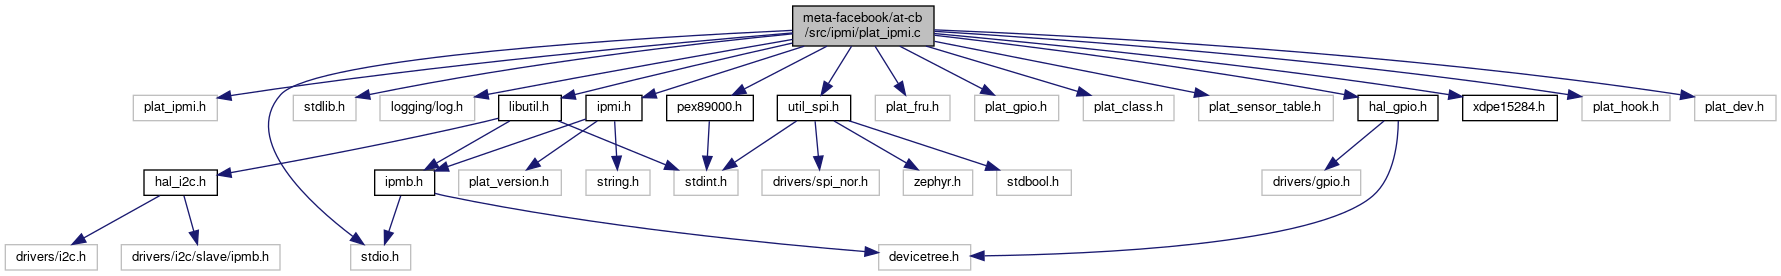 meta-facebook/at-cb
/src/ipmi/plat_ipmi.c
plat_ipmi.h
stdlib.h
logging/log.h
libutil.h
ipmi.h
pex89000.h
util_spi.h
plat_fru.h
plat_gpio.h
plat_class.h
plat_sensor_table.h
hal_gpio.h
xdpe15284.h
plat_hook.h
plat_dev.h
hal_i2c.h
ipmb.h
plat_version.h
string.h
stdint.h
drivers/spi_nor.h
zephyr.h
stdbool.h
drivers/gpio.h
drivers/i2c.h
drivers/i2c/slave/ipmb.h
stdio.h
devicetree.h